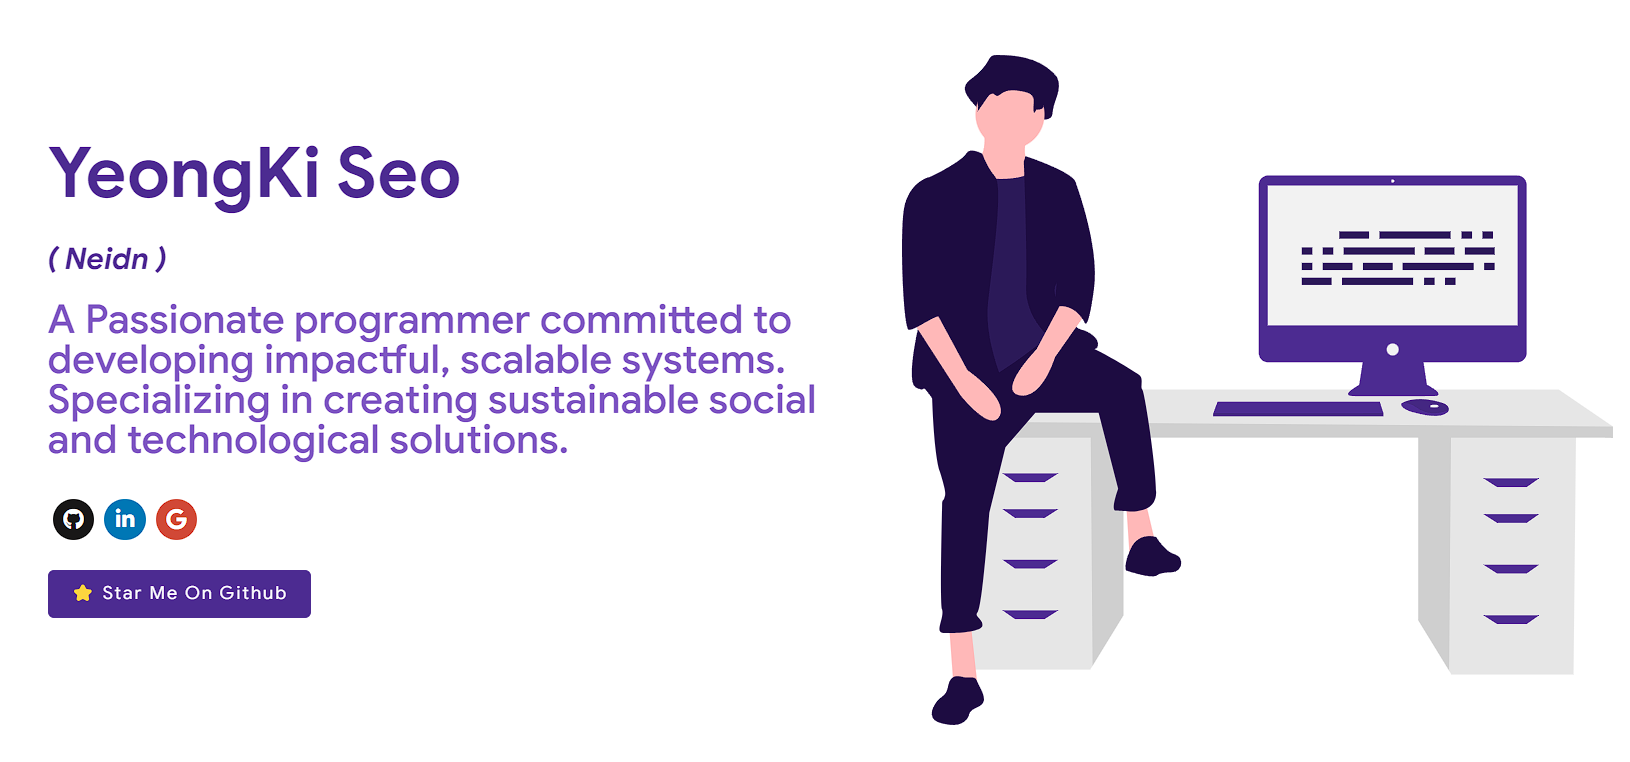 YeongKi Seo
( Neidn )
A Passionate programmer committed to
developing impactful, scalable systems.
Specializing in creating sustainable social
and technological solutions.
in
G
Star Me On Github